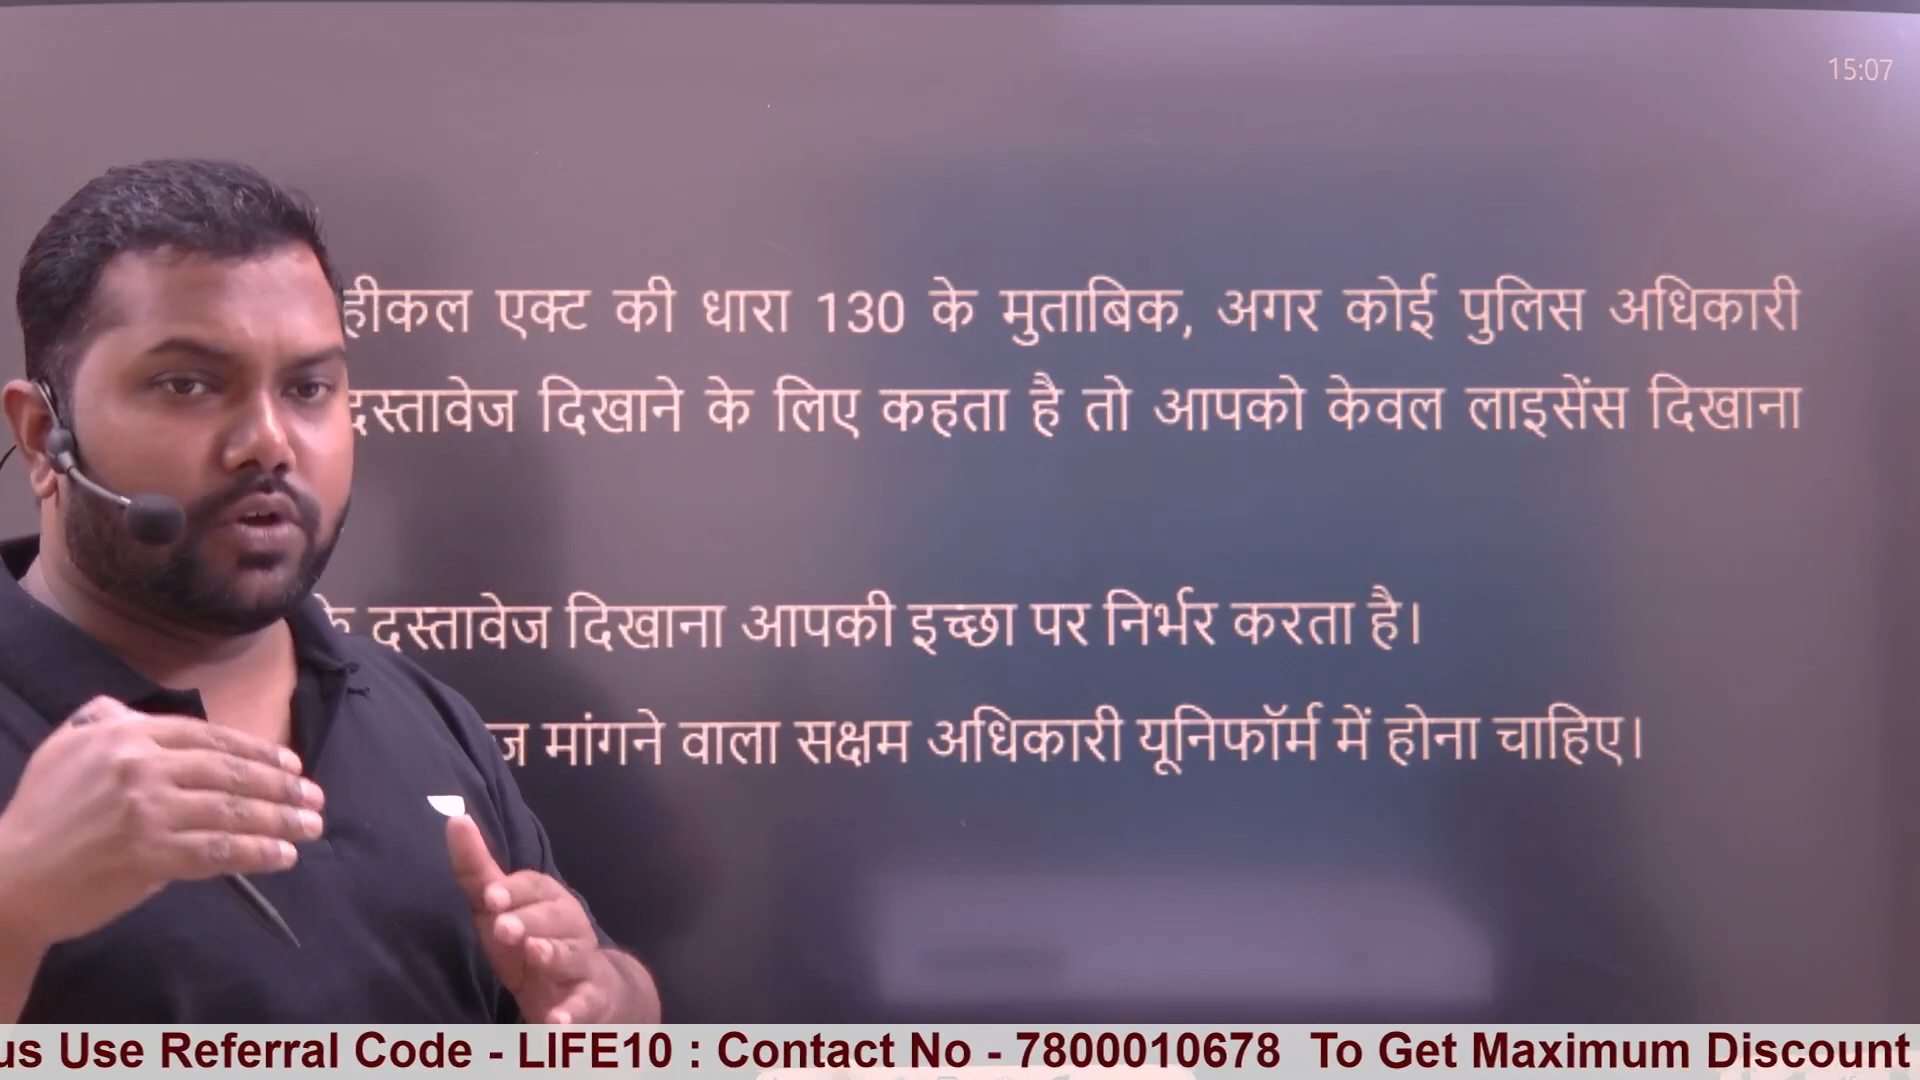 15:07
एक्ट की धारा 130 के मुताबिक, अगर कोई पुलिस अधिकारी
दस्तावेज दिखाने के लिए कहता है तो आपको केवल लाइसेंस दिखाना
दस्तावेज दिखाना आपकी इच्छा पर निर्भर करता है।
मांगने वाला सक्षम अधिकारी यूनिफॉर्म में होना चाहिए।
us Use Referral Code - LIFE10 : Contact No - 7800010678 To Get Maximum Discount